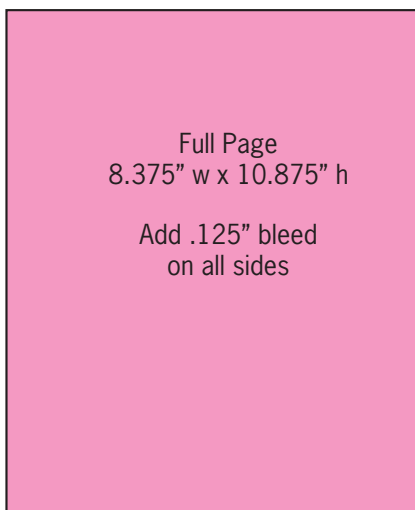 Full Page
8.375” w x 10.875” h
Add .125” bleed
on all sides